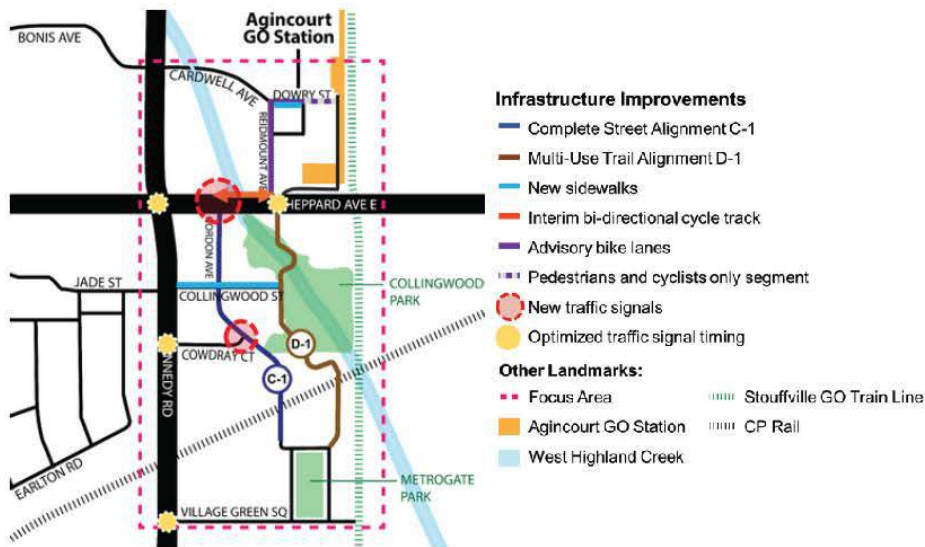 Agincourt
GO Station
BONIS AVE
CARDWELL AVE
DOWRY ST
REIDMOUNT AVE
HEPPARD AVE E
ORDON AVE
JADE ST
COLLINGWOOD ST
COLLINGWOOD
PARK
COWDRAY CT
D-1
C-1
NNEDY RD
EARLTON RD
METROGATE
PARK
VILLAGE GREEN SQ
Infrastructure Improvements
Complete Street Alignment C-1
Multi-Use Trail Alignment D-1
New sidewalks
Interim bi-directional cycle track
Advisory bike lanes
Pedestrians and cyclists only segment
New traffic signals
Optimized traffic signal timing
Other Landmarks:
Focus Area
Stouffville GO Train Line
Agincourt GO Station
CP Rail
West Highland Creek